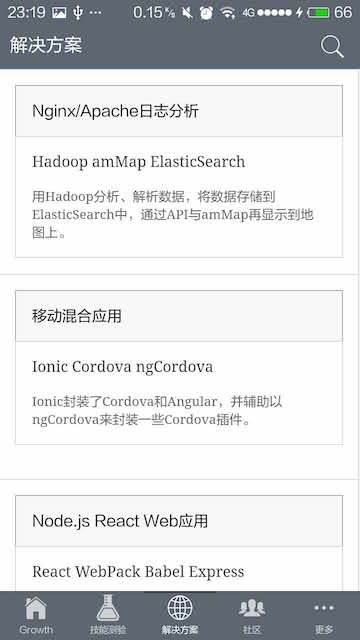 23:19 0.15 K/s 4G 66
解决方案
Nginx/Apache日志分析
Hadoop amMap ElasticSearch
用Hadoop分析、解析数据，将数据存储到
ElasticSearch中，通过API与amMap再显示到地
图上。
移动混合应用
Ionic Cordova ngCordova
Ionic封装了Cordova和Angular，并辅助以
ngCordova来封装一些Cordova插件。
Node.js React Web应用
React WebPack Babel Express
Growth 技能测验 解决方案 社区 更多